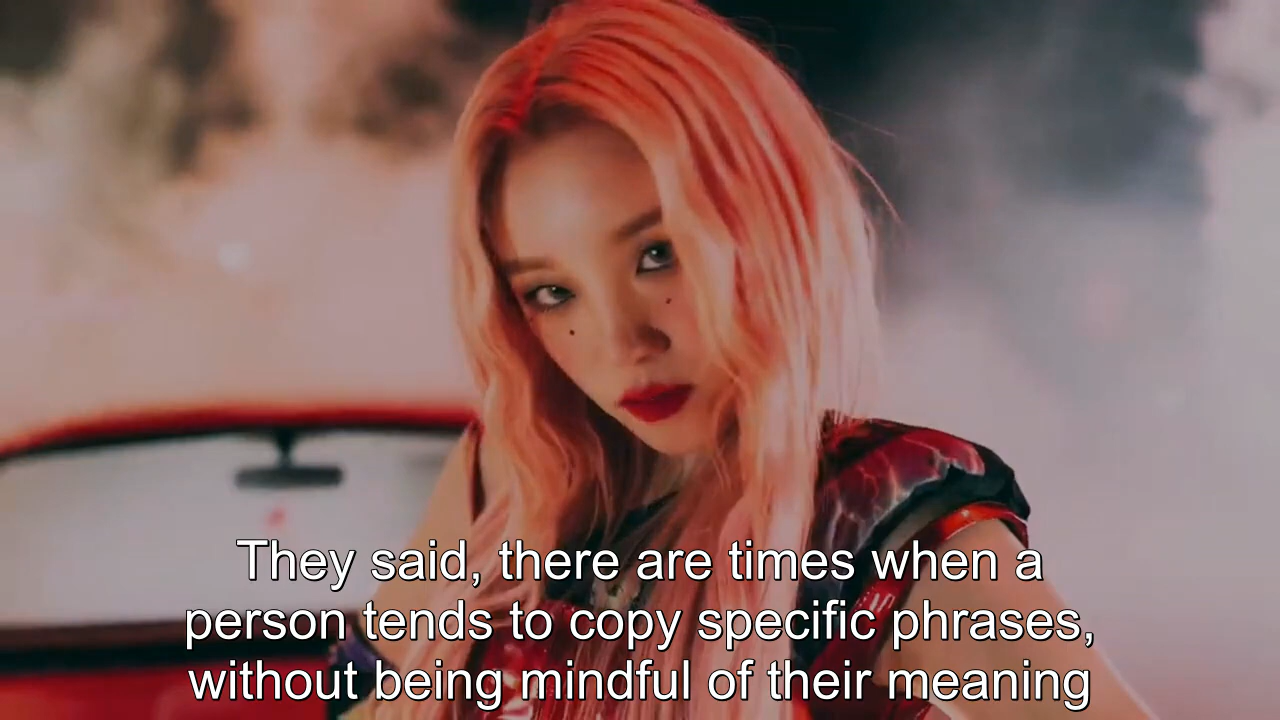 They said, there are times when a
person tends to copy specific phrases,
without being mindful of their meaning